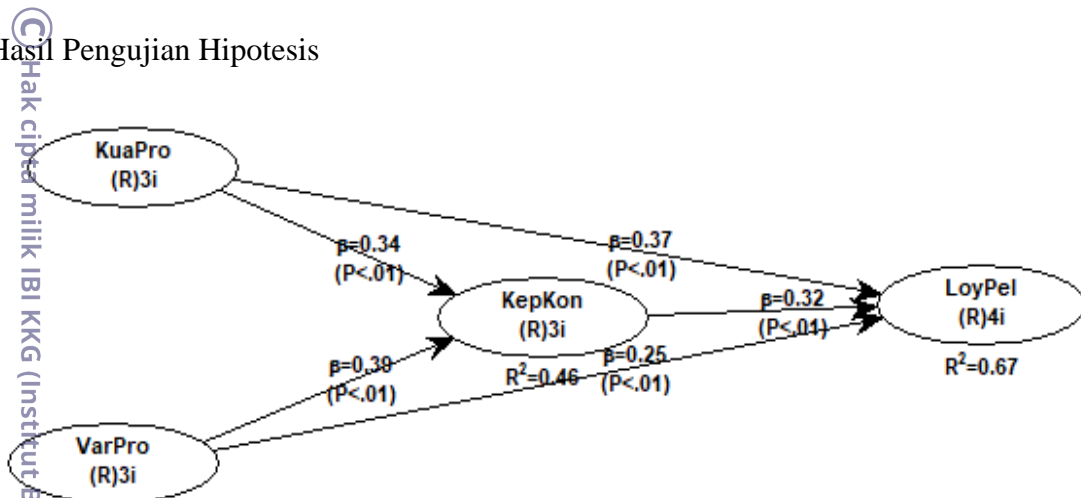 Hasil Pengujian Hipotesis
© Hak cipta milik IBI KKG (Institut B
KuaPro
(R)3i
β=0.34
(P<.01)
β=0.37
(P<.01)
KepKon
(R)3i
R²=0.46
β=0.32
(P<.01)
LoyPel
(R)4i
R²=0.67
β=0.39
(P<.01)
β=0.25
(P<.01)
VarPro
(R)3i